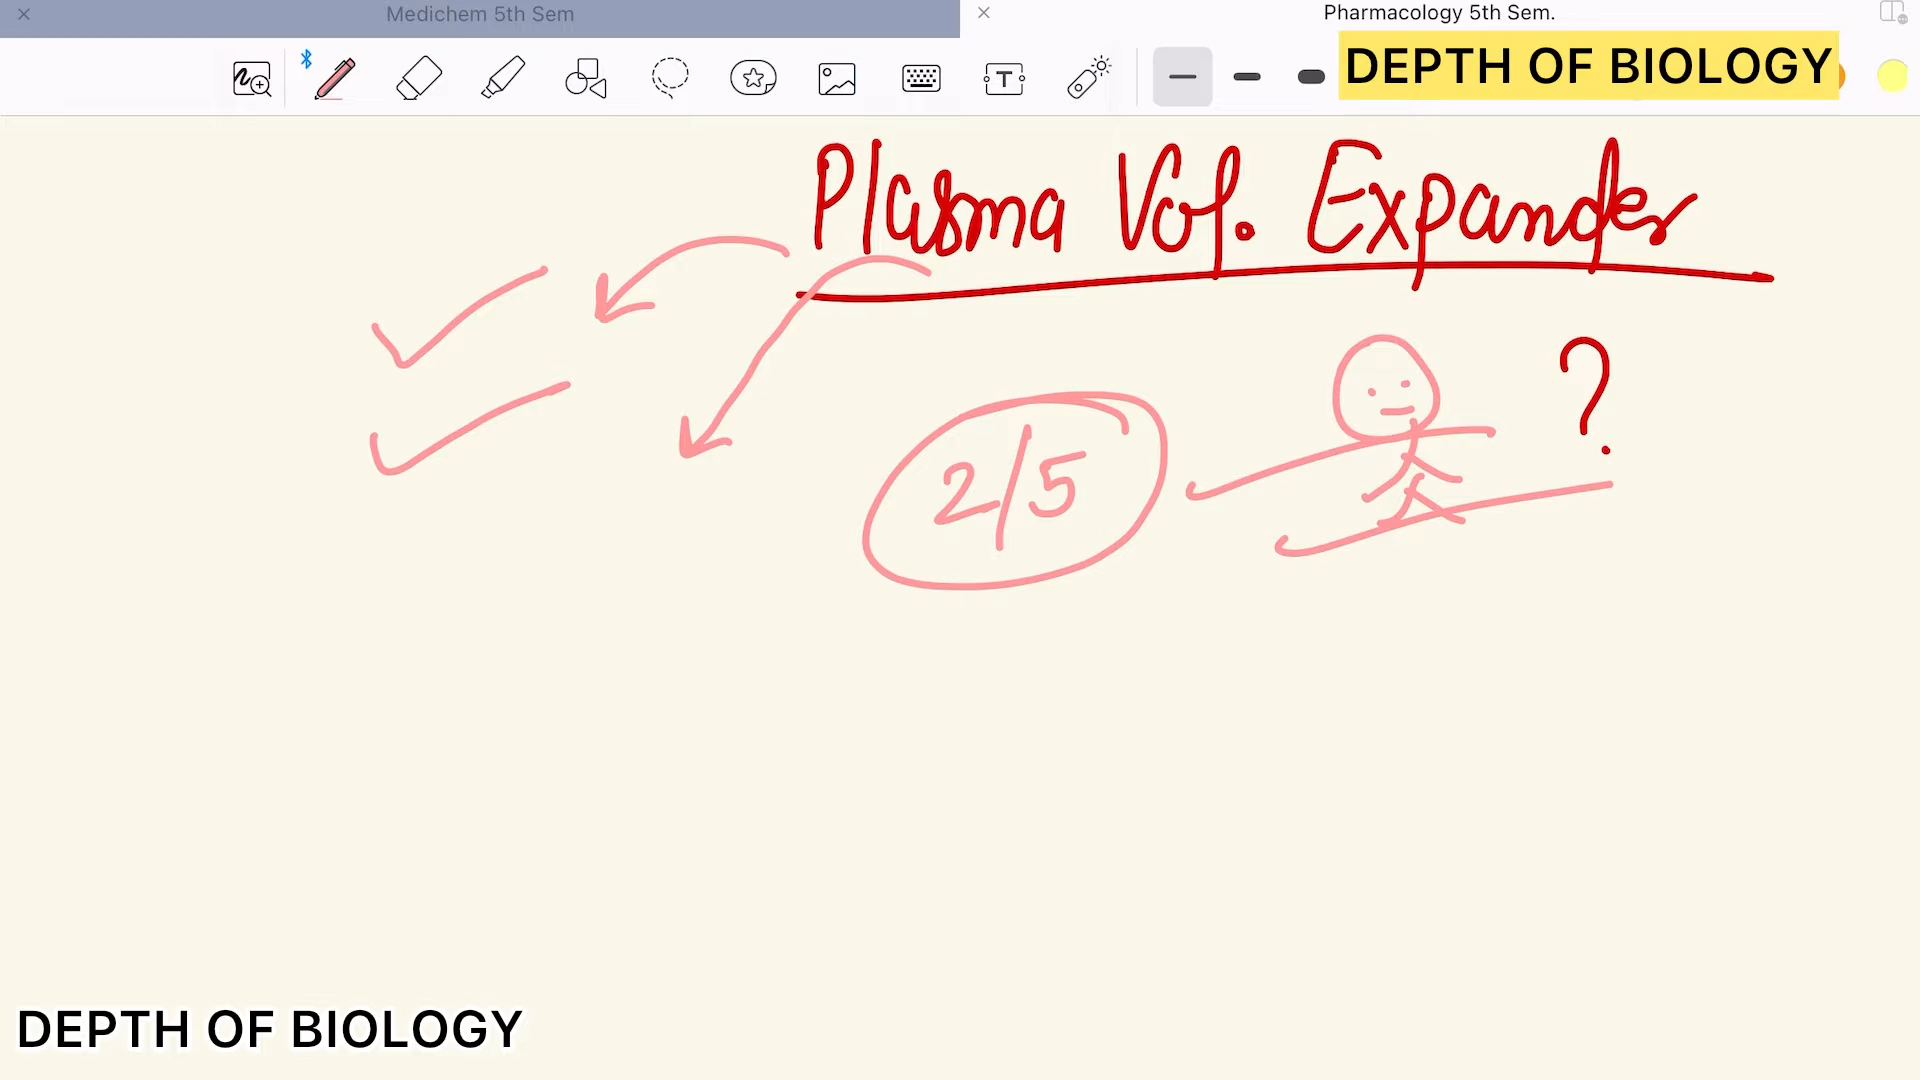 Medichem 5th Sem
Pharmacology 5th Sem.
DEPTH OF BIOLOGY
Plasma Vol. Expander
?
2/5
DEPTH OF BIOLOGY